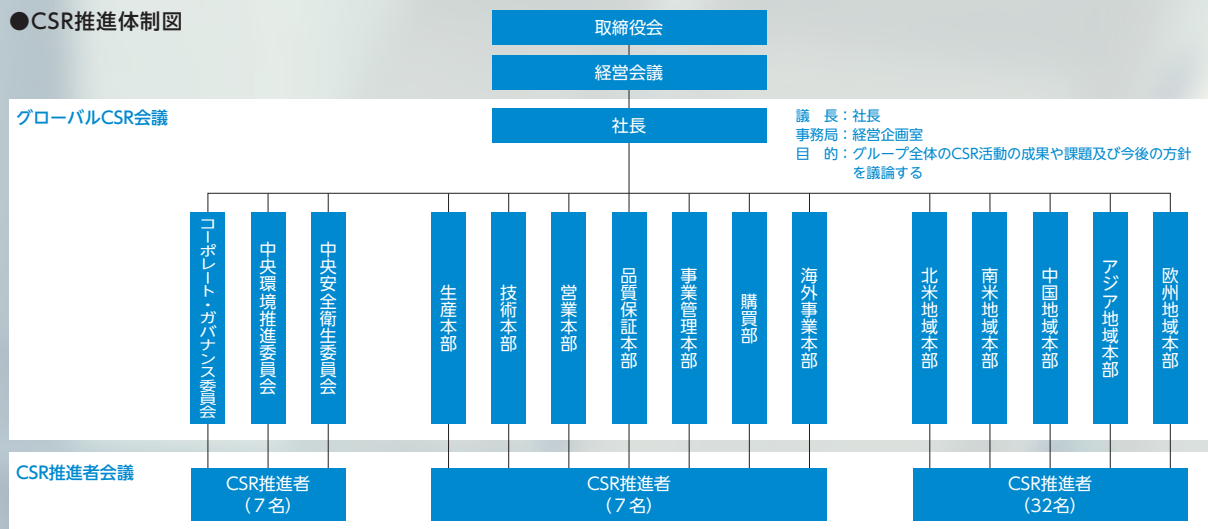 ●CSR推進体制図
取締役会
経営会議
グローバルCSR会議
社長
議　長：社長
事務局：経営企画室
目　的：グループ全体のCSR活動の成果や課題及び今後の方針
を議論する
コーポレート・ガバナンス委員会
中央環境推進委員会
中央安全衛生委員会
生産本部
技術本部
営業本部
品質保証本部
事業管理本部
購買部
海外事業本部
北米地域本部
南米地域本部
中国地域本部
アジア地域本部
欧州地域本部
CSR推進者会議
CSR推進者
（７名）
CSR推進者
（７名）
CSR推進者
（32名）